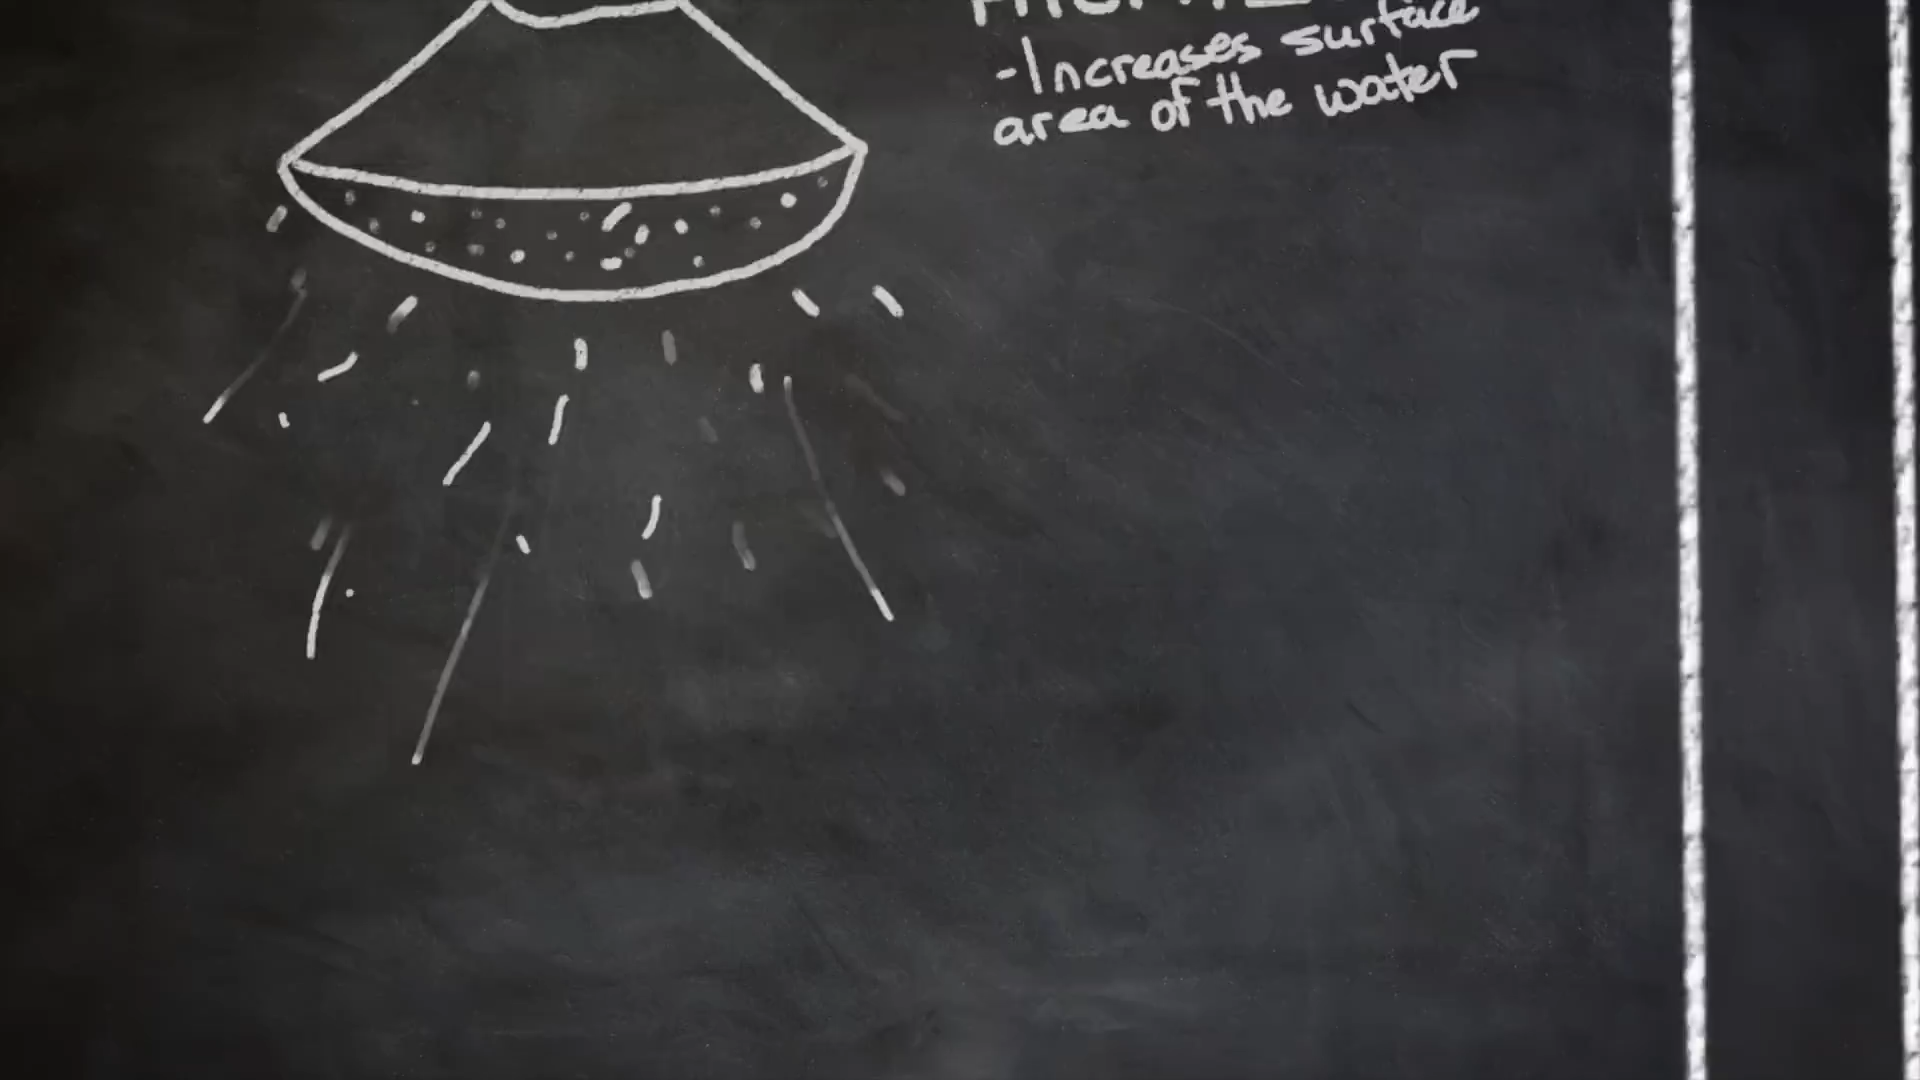 -Increases surface
area of the water